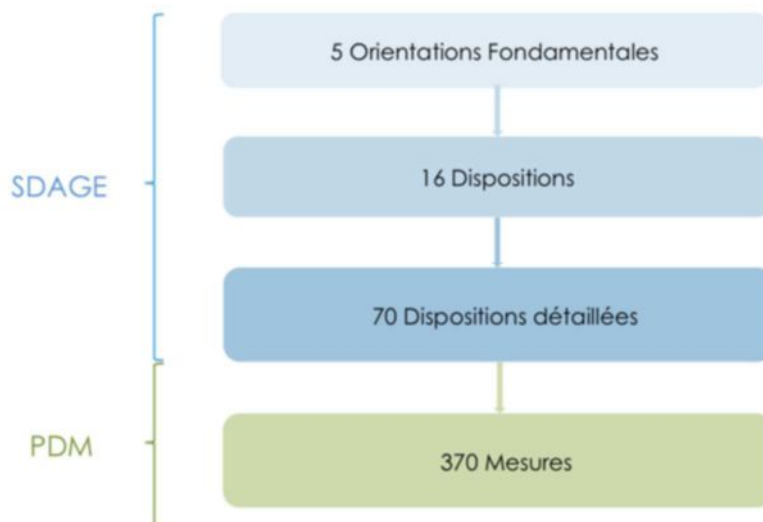 5 Orientations Fondamentales
16 Dispositions
SDAGE
70 Dispositions détaillées
PDM
370 Mesures